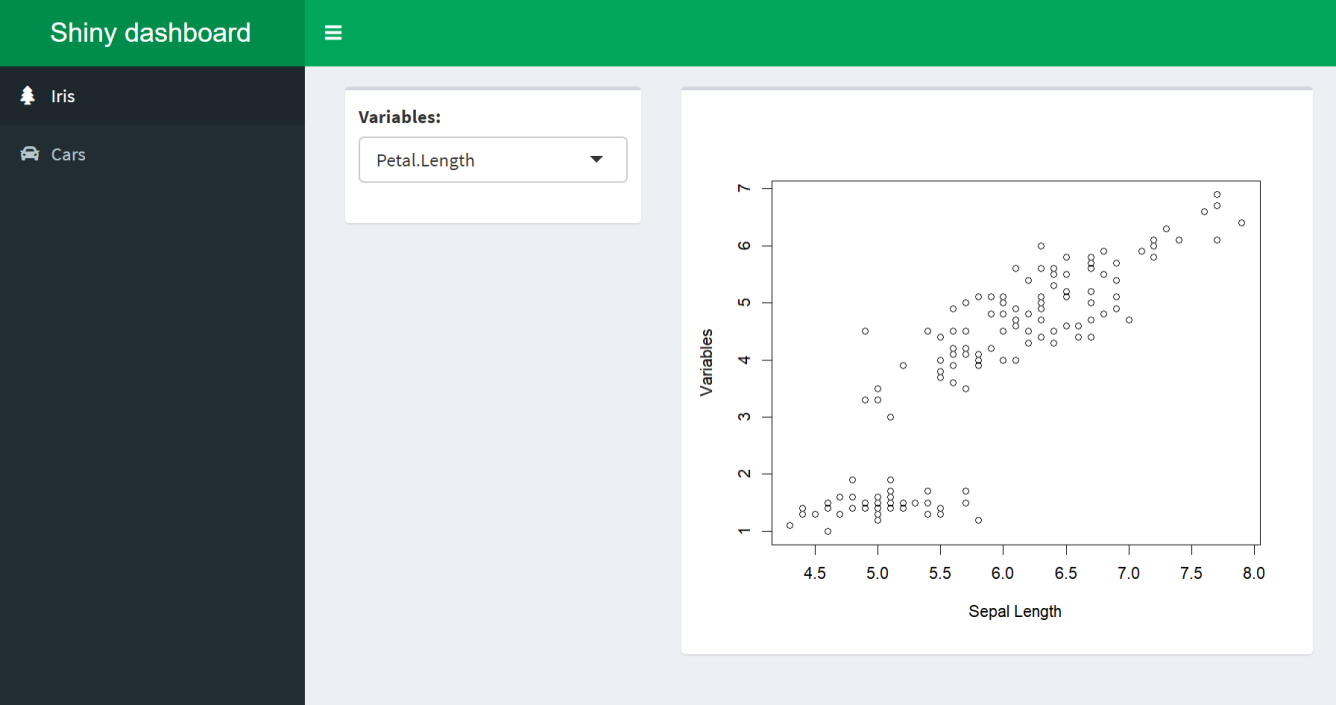 Shiny dashboard
Iris
Cars
Variables:
Petal.Length
7
6
5
4
3
2
1
Variables
4.5 5.0 5.5 6.0 6.5 7.0 7.5 8.0
Sepal Length